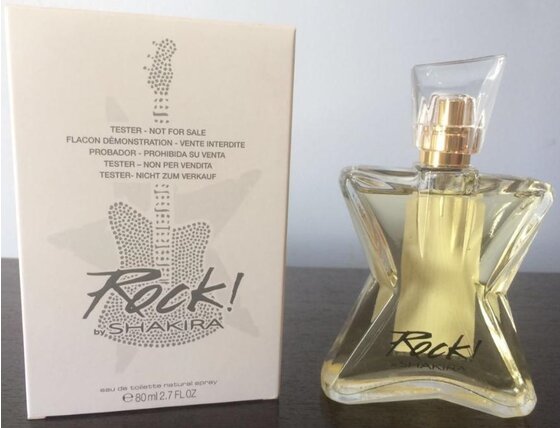 TESTER - NOT FOR SALE
FLACON DÉMONSTRATION - VENTE INTERDITE
PROBADOR - PROHIBIDA SU VENTA
TESTER – NON PER VENDITA
TESTER- NICHT ZUM VERKAUF
Rock!
by SHAKIRA
eau de toilette natural spray
e 80 ml 2.7 FL OZ
Rock!
by SHAKIRA